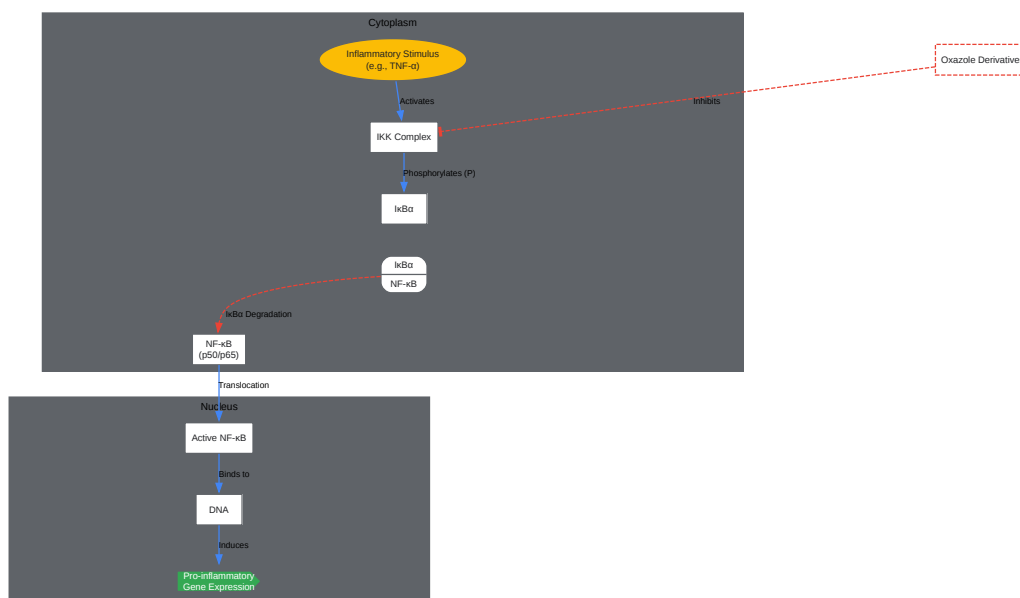 Cytoplasm
Inflammatory Stimulus
(e.g., TNF-α)
Oxazole Derivative
Activates
Inhibits
IKK Complex
Phosphorylates (P)
IκBα
IκBα
NF-κB
IκBα Degradation
NF-κB
(p50/p65)
Translocation
Nucleus
Active NF-κB
Binds to
DNA
Induces
Pro-inflammatory
Gene Expression